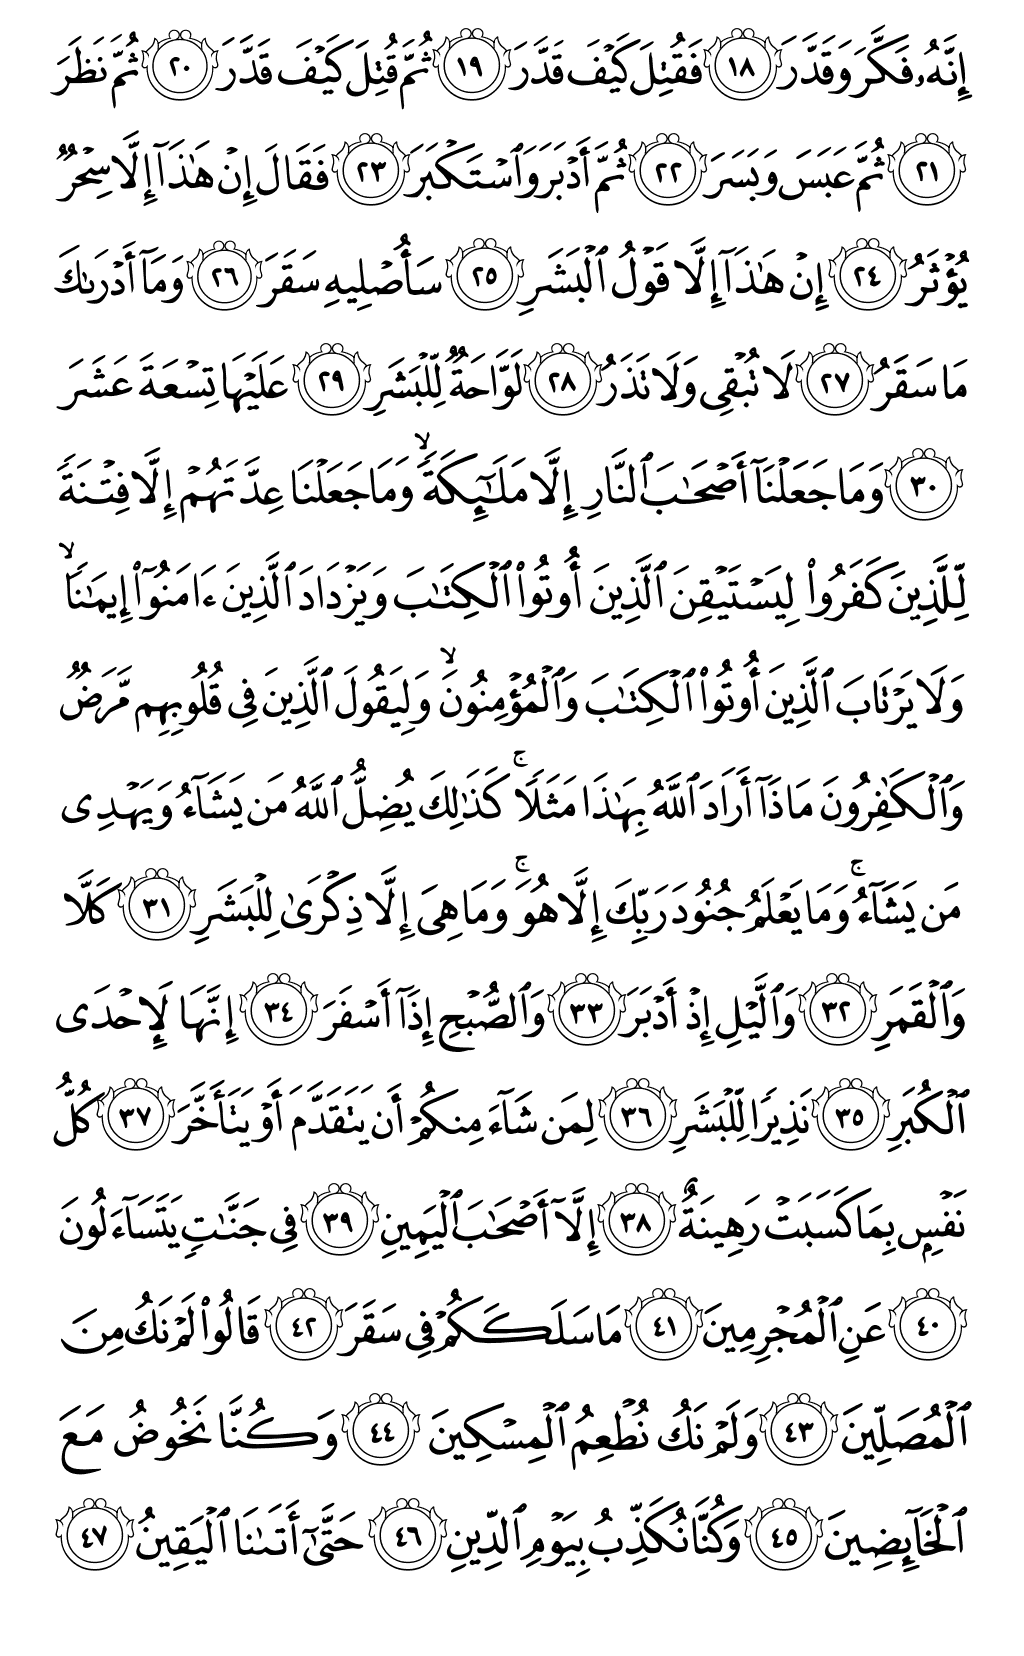 إِنَّهُۥ فَكَّرَ وَقَدَّرَ ١٨ فَقُتِلَ كَيْفَ قَدَّرَ ١٩ ثُمَّ قُتِلَ كَيْفَ قَدَّرَ ٢٠ ثُمَّ نَظَرَ
٢١ ثُمَّ عَبَسَ وَبَسَرَ ٢٢ ثُمَّ أَدْبَرَ وَٱسْتَكْبَرَ ٢٣ فَقَالَ إِنْ هَـٰذَآ إِلَّا سِحْرٌ
يُؤْثَرُ ٢٤ إِنْ هَـٰذَآ إِلَّا قَوْلُ ٱلْبَشَرِ ٢٥ سَأُصْلِيهِ سَقَرَ ٢٦ وَمَآ أَدْرَىٰكَ
مَا سَقَرُ ٢٧ لَا تُبْقِى وَلَا تَذَرُ ٢٨ لَوَّاحَةٌ لِّلْبَشَرِ ٢٩ عَلَيْهَا تِسْعَةَ عَشَرَ
٣٠ وَمَا جَعَلْنَآ أَصْحَـٰبَ ٱلنَّارِ إِلَّا مَلَـٰٓئِكَةً ۙ وَمَا جَعَلْنَا عِدَّتَهُمْ إِلَّا فِتْنَةً
لِّلَّذِينَ كَفَرُوا۟ لِيَسْتَيْقِنَ ٱلَّذِينَ أُوتُوا۟ ٱلْكِتَـٰبَ وَيَزْدَادَ ٱلَّذِينَ ءَامَنُوٓا۟ إِيمَـٰنًا ۙ
وَلَا يَرْتَابَ ٱلَّذِينَ أُوتُوا۟ ٱلْكِتَـٰبَ وَٱلْمُؤْمِنُونَ ۙ وَلِيَقُولَ ٱلَّذِينَ فِى قُلُوبِهِم مَّرَضٌ
وَٱلْكَـٰفِرُونَ مَاذَآ أَرَادَ ٱللَّهُ بِهَـٰذَا مَثَلًا ۚ كَذَٰلِكَ يُضِلُّ ٱللَّهُ مَن يَشَآءُ وَيَهْدِى
مَن يَشَآءُ ۚ وَمَا يَعْلَمُ جُنُودَ رَبِّكَ إِلَّا هُوَ ۚ وَمَا هِىَ إِلَّا ذِكْرَىٰ لِلْبَشَرِ ٣١ كَلَّا
وَٱلْقَمَرِ ٣٢ وَٱلَّيْلِ إِذْ أَدْبَرَ ٣٣ وَٱلصُّبْحِ إِذَآ أَسْفَرَ ٣٤ إِنَّهَا لَإِحْدَى
ٱلْكُبَرِ ٣٥ نَذِيرًا لِّلْبَشَرِ ٣٦ لِمَن شَآءَ مِنكُمْ أَن يَتَقَدَّمَ أَوْ يَتَأَخَّرَ ٣٧ كُلُّ
نَفْسٍۭ بِمَا كَسَبَتْ رَهِينَةٌ ٣٨ إِلَّآ أَصْحَـٰبَ ٱلْيَمِينِ ٣٩ فِى جَنَّـٰتٍ يَتَسَآءَلُونَ
٤٠ عَنِ ٱلْمُجْرِمِينَ ٤١ مَا سَلَكَكُمْ فِى سَقَرَ ٤٢ قَالُوا۟ لَمْ نَكُ مِنَ
ٱلْمُصَلِّينَ ٤٣ وَلَمْ نَكُ نُطْعِمُ ٱلْمِسْكِينَ ٤٤ وَكُنَّا نَخُوضُ مَعَ
ٱلْخَآئِضِينَ ٤٥ وَكُنَّا نُكَذِّبُ بِيَوْمِ ٱلدِّينِ ٤٦ حَتَّىٰٓ أَتَىٰنَا ٱلْيَقِينُ ٤٧